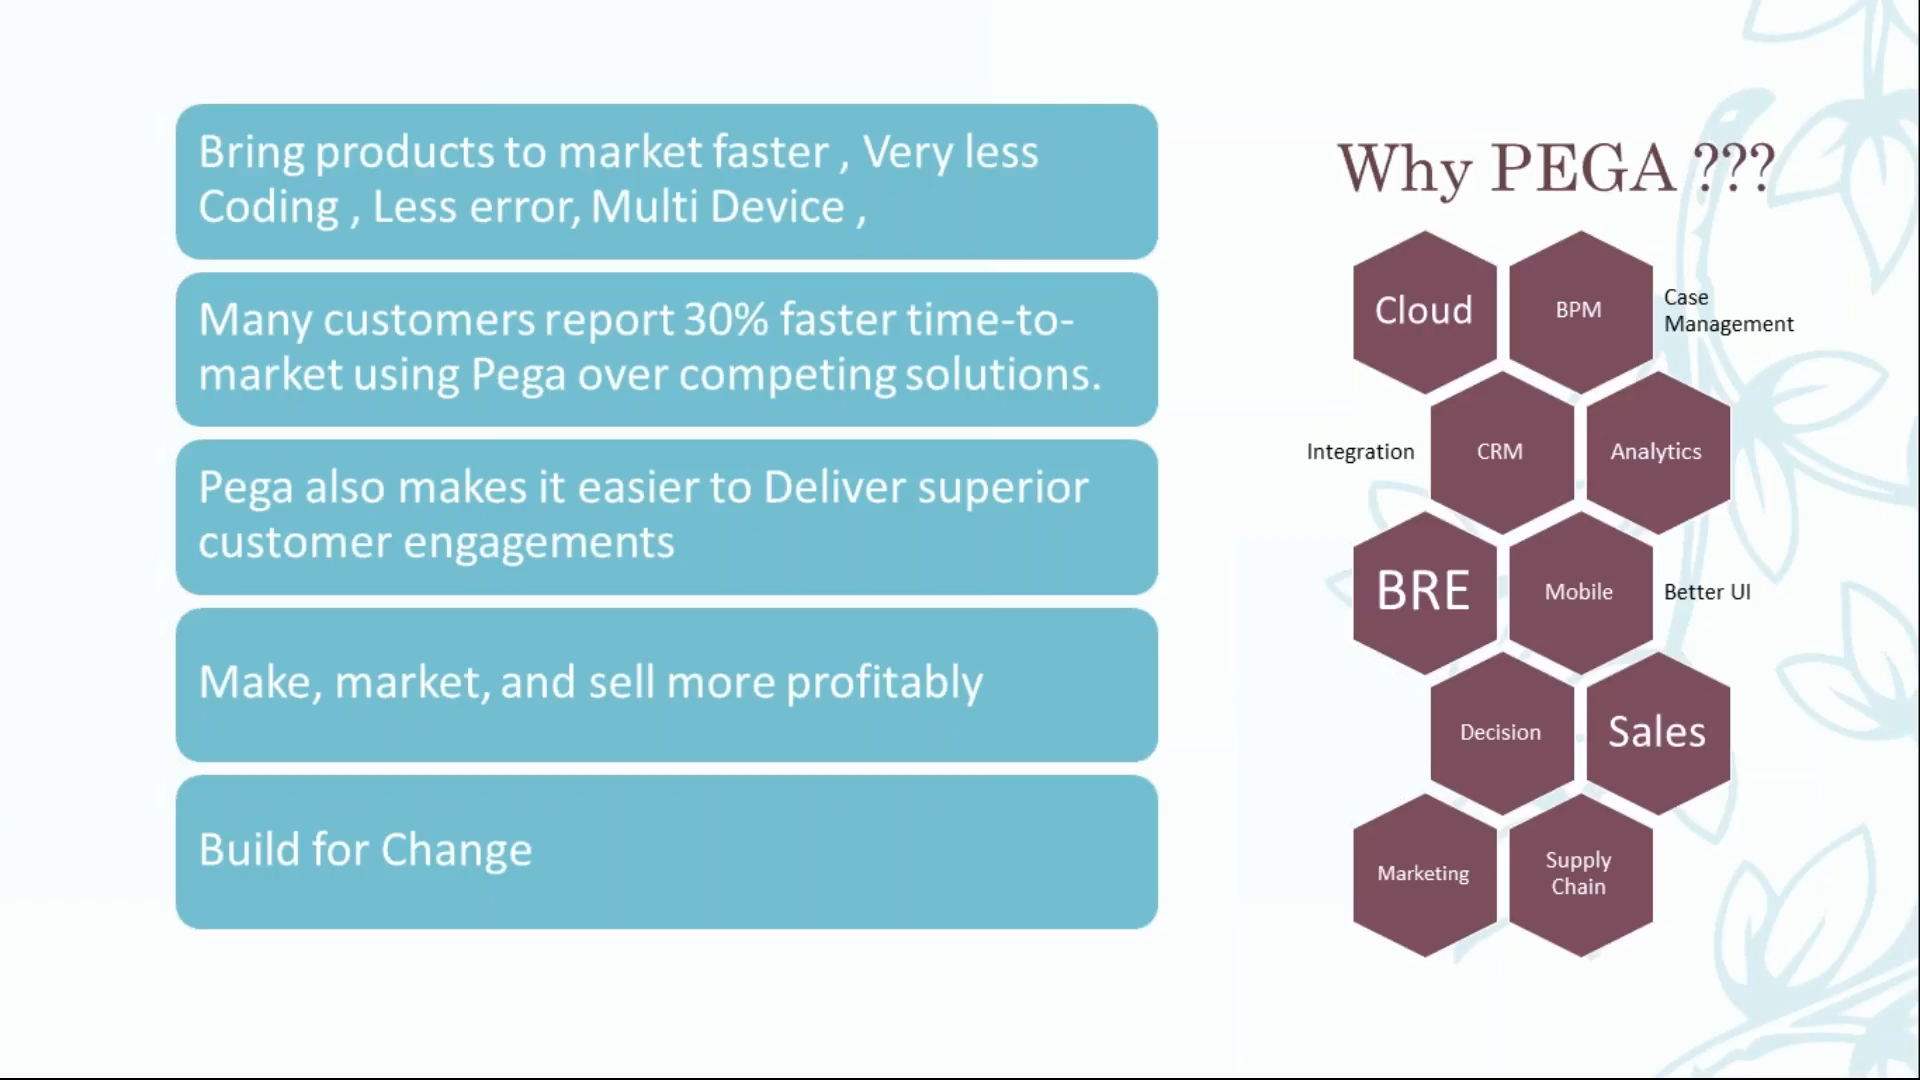 Bring products to market faster , Very less
Coding , Less error, Multi Device ,
Many customers report 30% faster time-to-
market using Pega over competing solutions.
Pega also makes it easier to Deliver superior
customer engagements
Make, market, and sell more profitably
Build for Change
Why PEGA ???
Cloud
BPM
Case
Management
Integration
CRM
Analytics
BRE
Mobile
Better UI
Decision
Sales
Marketing
Supply
Chain